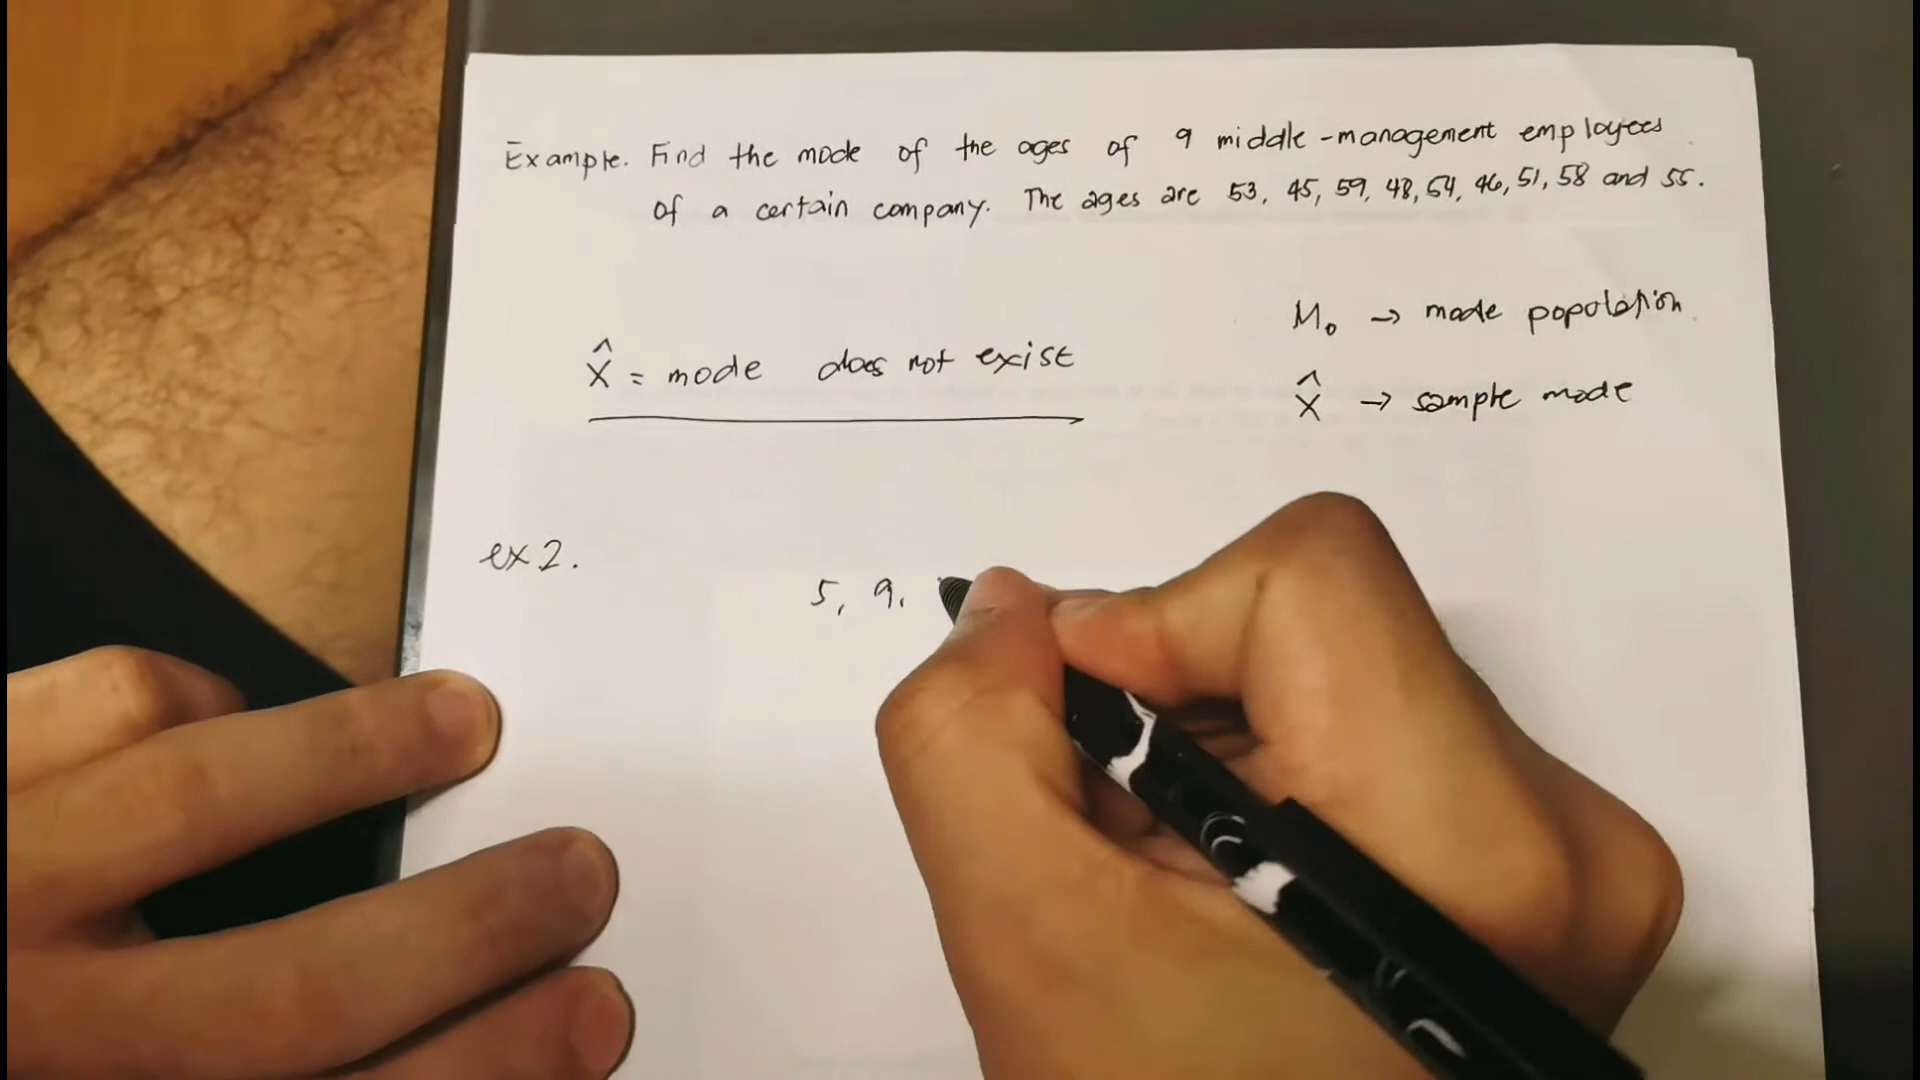 Example. Find the mode of the ages of 9 middle-management employees
of a certain company. The ages are 53, 45, 59, 48, 54, 46, 51, 58 and 55.
M₀ → mode population
X̂ = mode does not exist
X̂ → sample mode
ex 2.
5, 9,